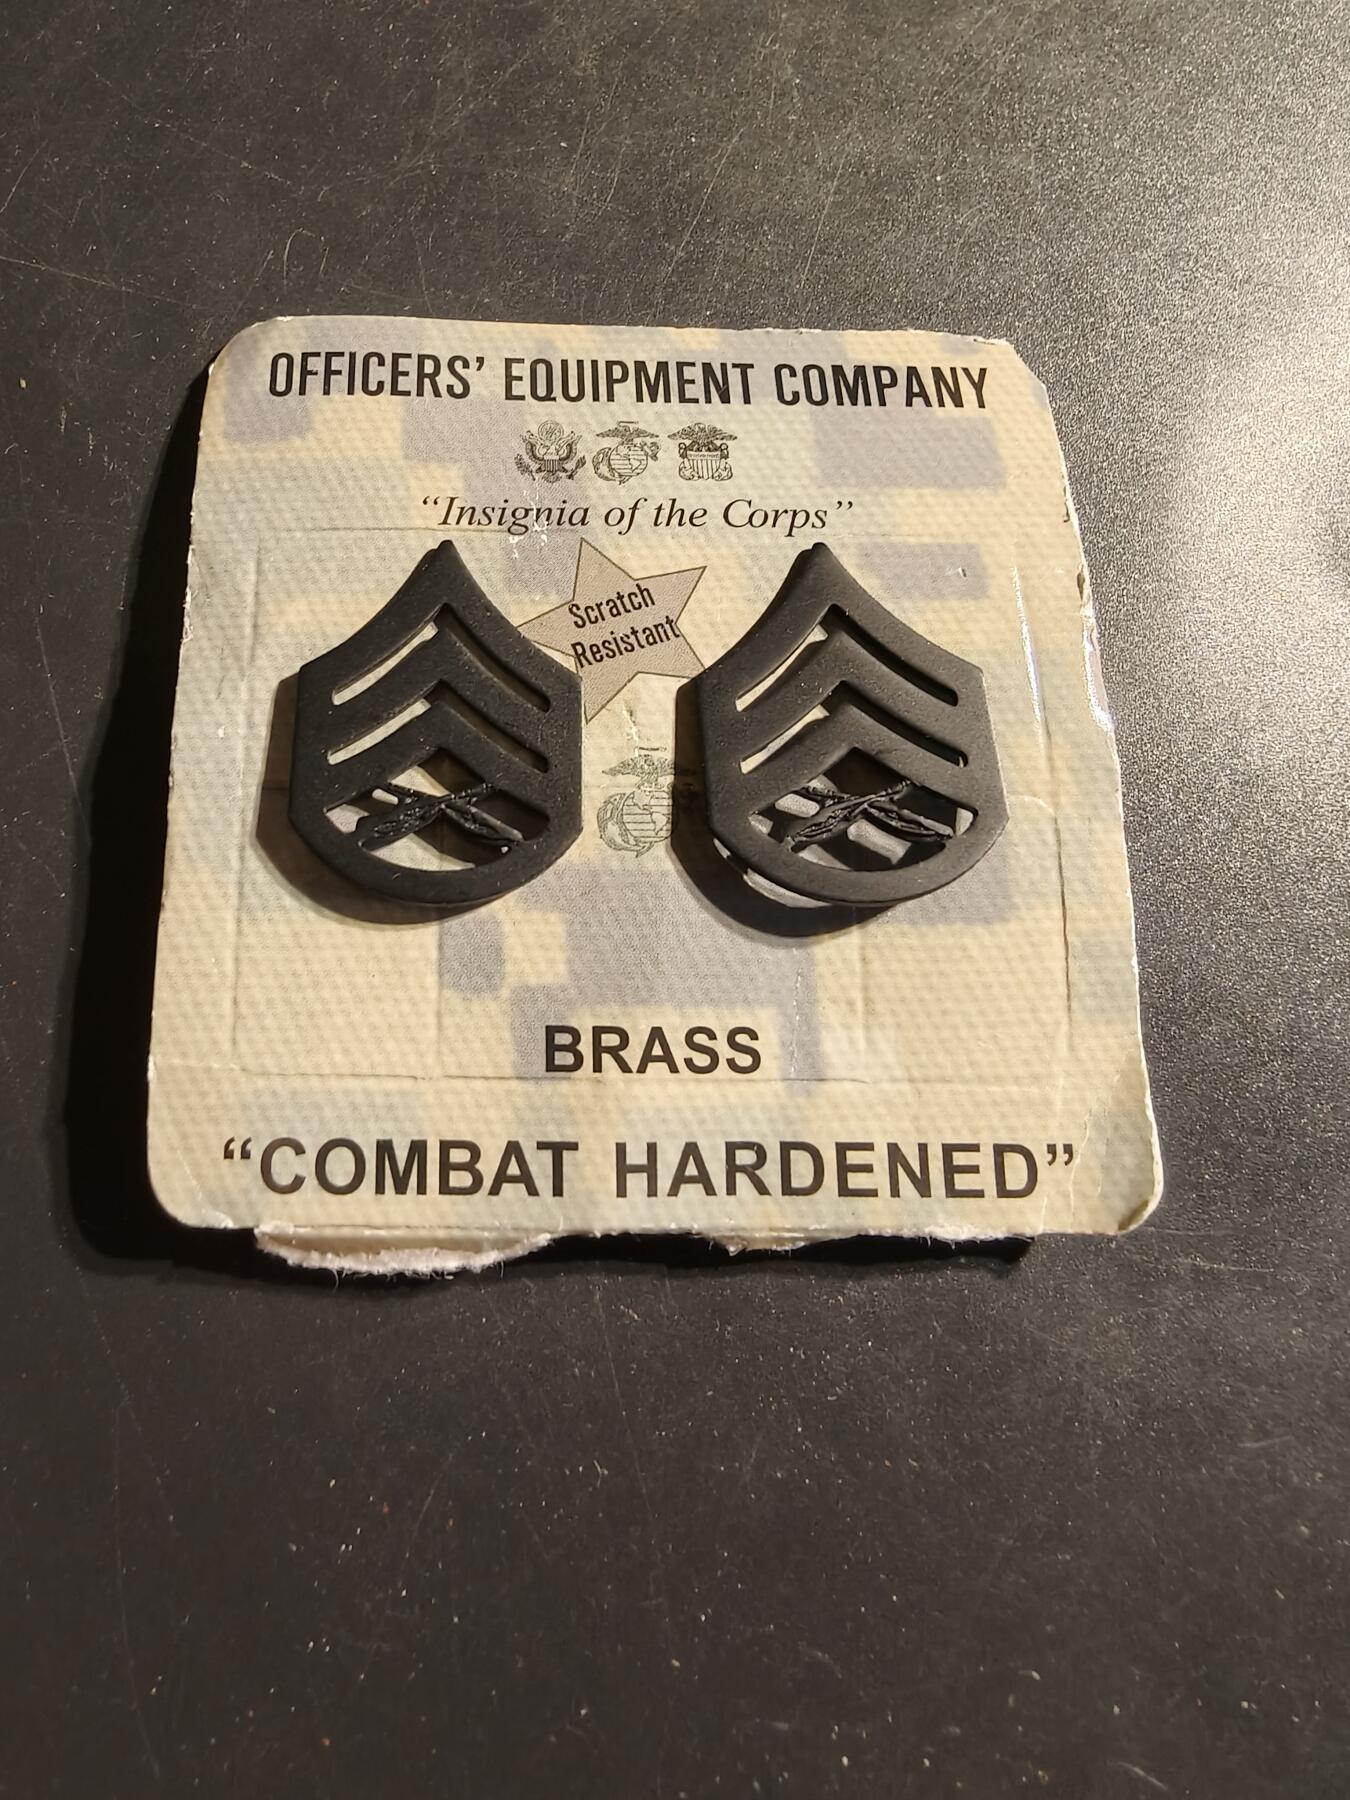 OFFICERS’ EQUIPMENT COMPANY
“Insignia of the Corps”
Scratch
Resistant
BRASS
“COMBAT HARDENED”